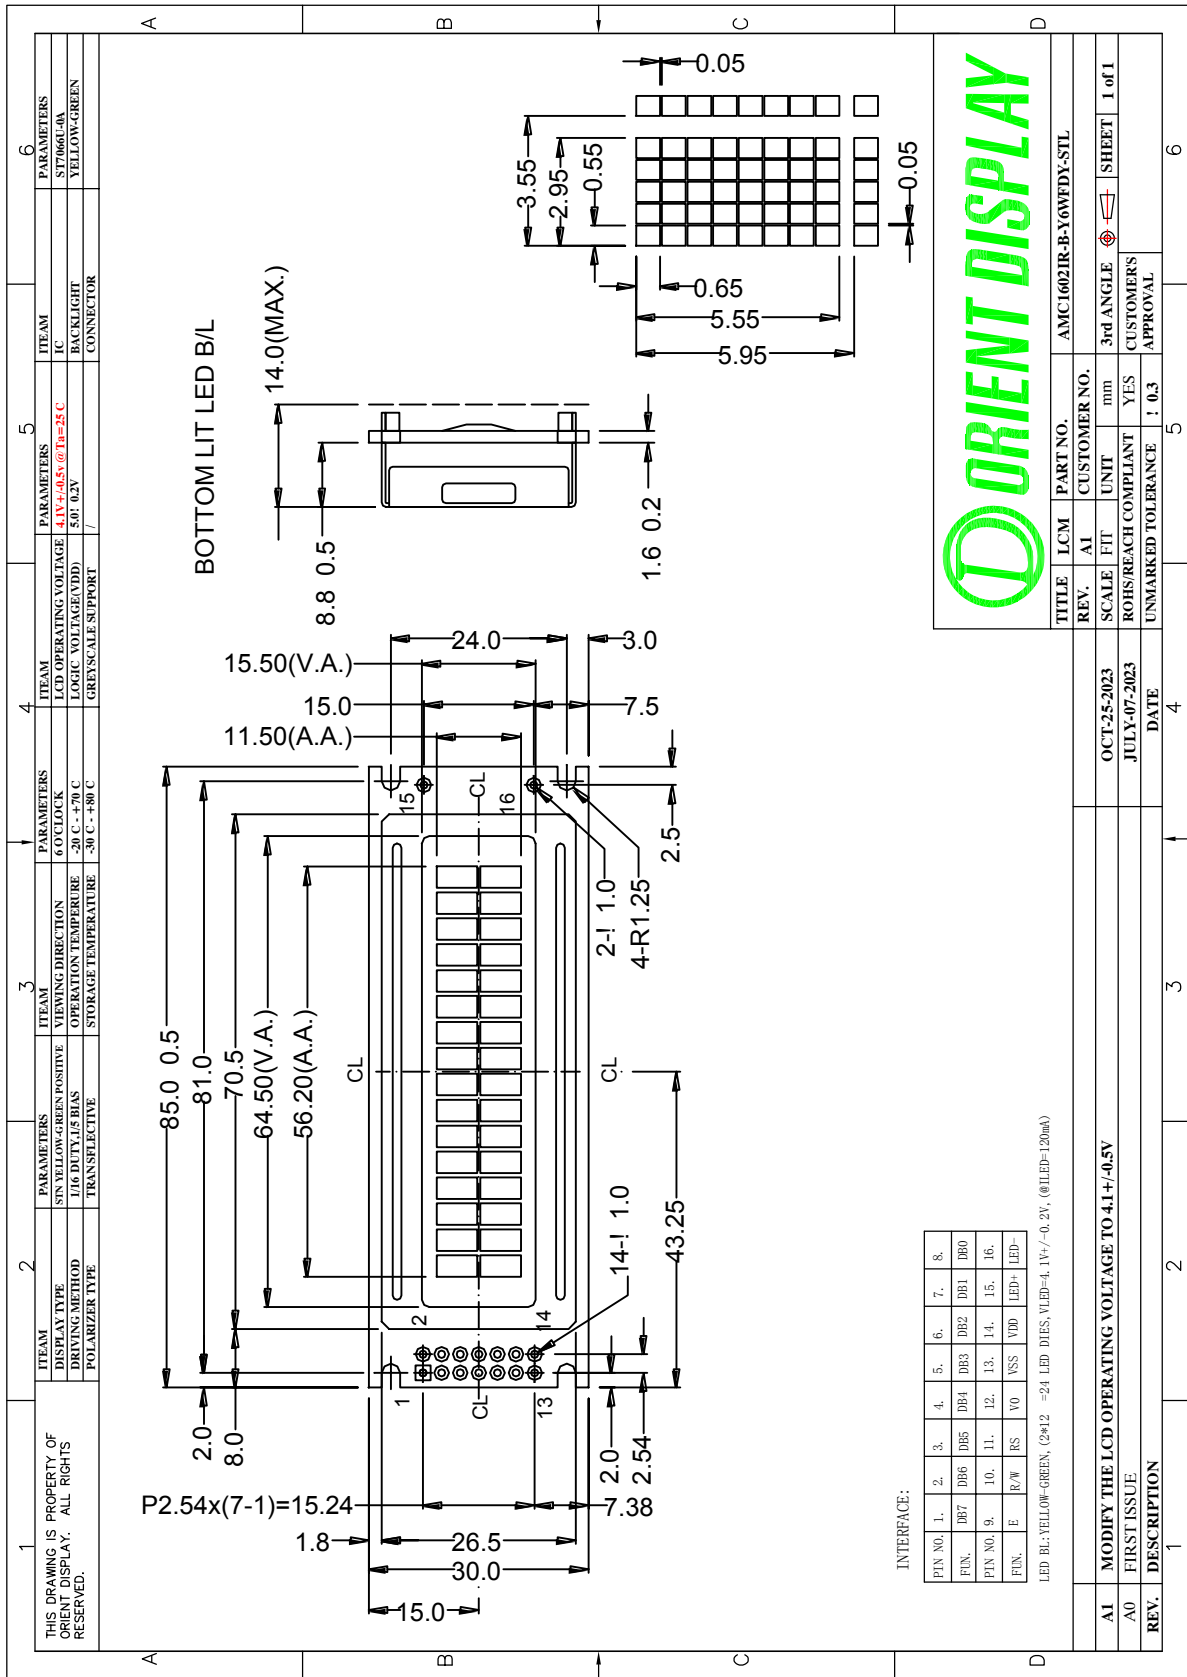 1 2 3 4 5 6
A B C D
THIS DRAWING IS PROPERTY OF
ORIENT DISPLAY. ALL RIGHTS
RESERVED.
ITEAM PARAMETERS ITEAM PARAMETERS ITEAM PARAMETERS ITEAM PARAMETERS
DISPLAY TYPE STN YELLOW-GREEN POSITIVE VIEWING DIRECTION 6 O'CLOCK LCD OPERATING VOLTAGE 4.1V+/-0.5v @Ta=25 C IC ST7066U-0A
DRIVING METHOD 1/16 DUTY,1/5 BIAS OPERATION TEMPERURE -20 C - +70 C LOGIC VOLTAGE(VDD) 5.0! 0.2V BACKLIGHT YELLOW-GREEN
POLARIZER TYPE TRANSFLECTIVE STORAGE TEMPERATURE -30 C - +80 C GREYSCALE SUPPORT / CONNECTOR
85.0 0.5
81.0
70.5
64.50(V.A.)
56.20(A.A.)
2.0
8.0
P2.54x(7-1)=15.24
1.8
26.5
30.0
15.0
7.38
2.0
2.54
43.25
14-! 1.0
1
2
13
14
15
16
CL
CL
CL
CL
2-! 1.0
4-R1.25
2.5
11.50(A.A.)
15.0
15.50(V.A.)
24.0
3.0
7.5
BOTTOM LIT LED B/L
14.0(MAX.)
8.8 0.5
1.6 0.2
3.55
2.95
0.55
0.05
0.65
5.55
5.95
0.05
INTERFACE:
PIN NO. 1. 2. 3. 4. 5. 6. 7. 8.
FUN. DB7 DB6 DB5 DB4 DB3 DB2 DB1 DB0
PIN NO. 9. 10. 11. 12. 13. 14. 15. 16.
FUN. E R/W RS V0 VSS VDD LED+ LED-
LED BL:YELLOW-GREEN, (2*12 =24 LED DIES, VLED=4.1V+/-0.2V, (@ILED=120mA)
ORIENT DISPLAY
TITLE LCM PART NO. AMC1602IR-B-Y6WFDY-STL
REV. A1 CUSTOMER NO.
SCALE FIT UNIT mm 3rd ANGLE SHEET 1 of 1
ROHS/REACH COMPLIANT YES CUSTOMER'S
APPROVAL
UNMARKED TOLERANCE ! 0.3
A1 MODIFY THE LCD OPERATING VOLTAGE TO 4.1+/-0.5V OCT-25-2023
A0 FIRST ISSUE JULY-07-2023
REV. DESCRIPTION DATE
A B C D
1 2 3 4 5 6